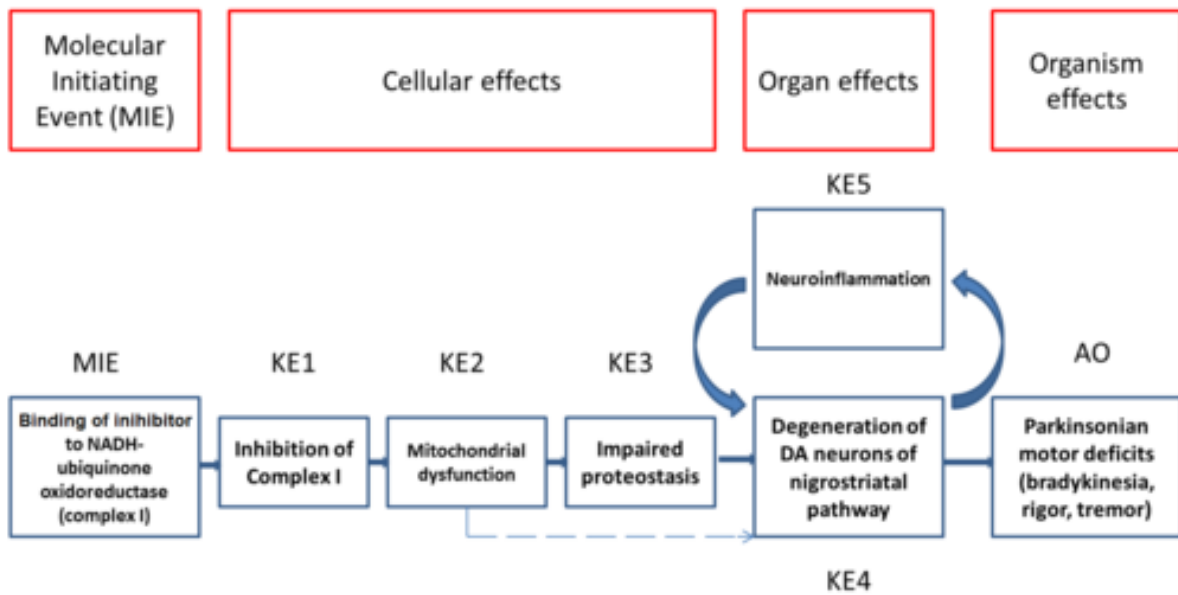 Molecular
Initiating
Event (MIE)
Cellular effects
Organ effects
Organism
effects
KE5
Neuroinflammation
MIE
KE1
KE2
KE3
AO
Binding of inihibitor
to NADH-
ubiquinone
oxidoreductase
(complex I)
Inhibition of
Complex I
Mitochondrial
dysfunction
Impaired
proteostasis
Degeneration of
DA neurons of
nigrostriatal
pathway
Parkinsonian
motor deficits
(bradykinesia,
rigor, tremor)
KE4